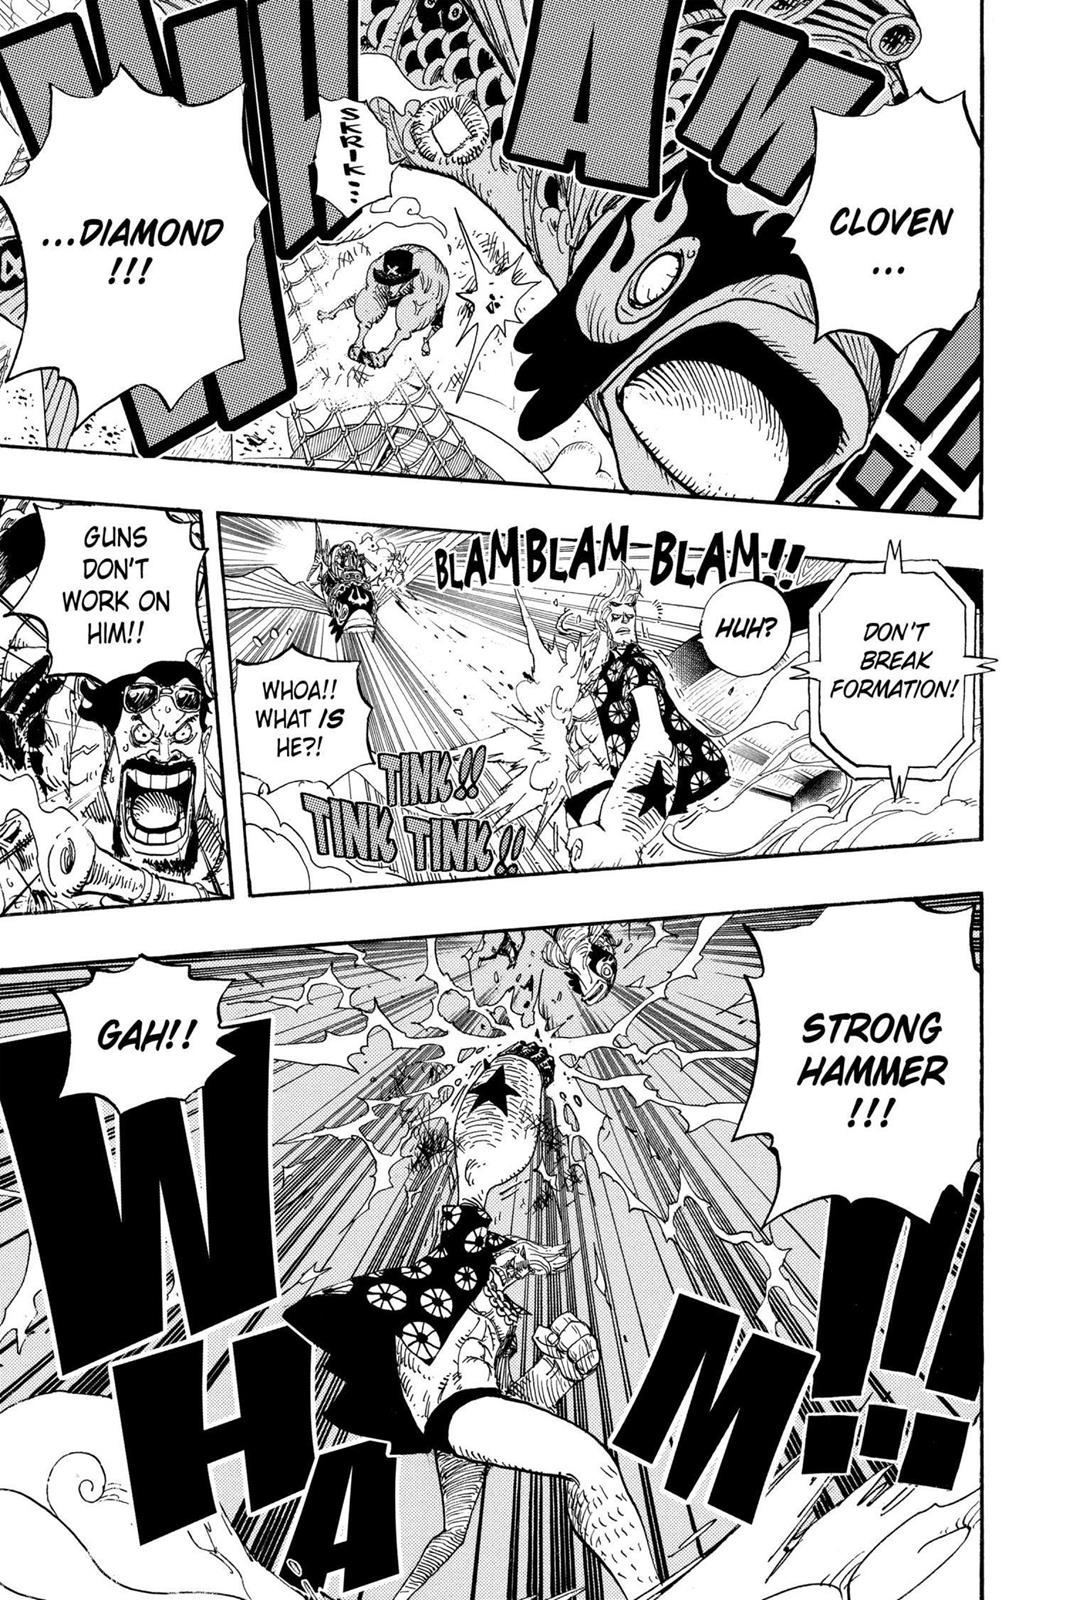 WHAM!!
CLOVEN
...
SKRIK...
...DIAMOND
!!!
DON'T
BREAK
FORMATION!
HUH?
BLAMBLAM-BLAM!!
WHOA!!
WHAT IS
HE?!
TINK!!
TINK TINK!!
GUNS
DON'T
WORK ON
HIM!!
STRONG
HAMMER
!!!
GAH!!
WHAM!!